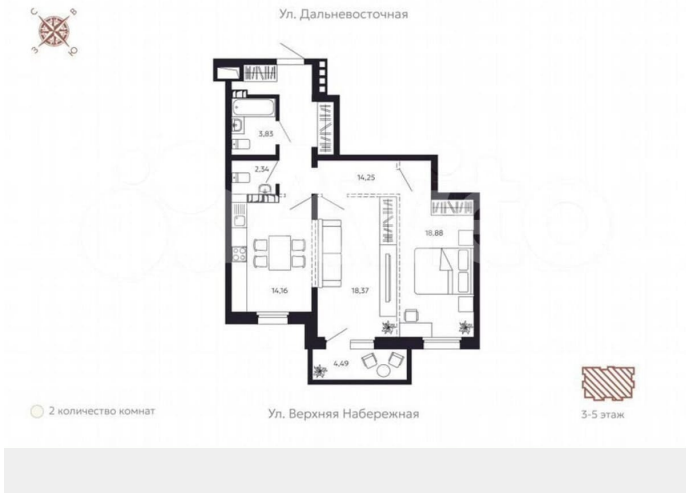 Ул. Дальневосточная
С
В
З
Ю
3,83
2,34
14,25
18,88
14,16
18,37
4,49
2 количество комнат
Ул. Верхняя Набережная
3-5 этаж